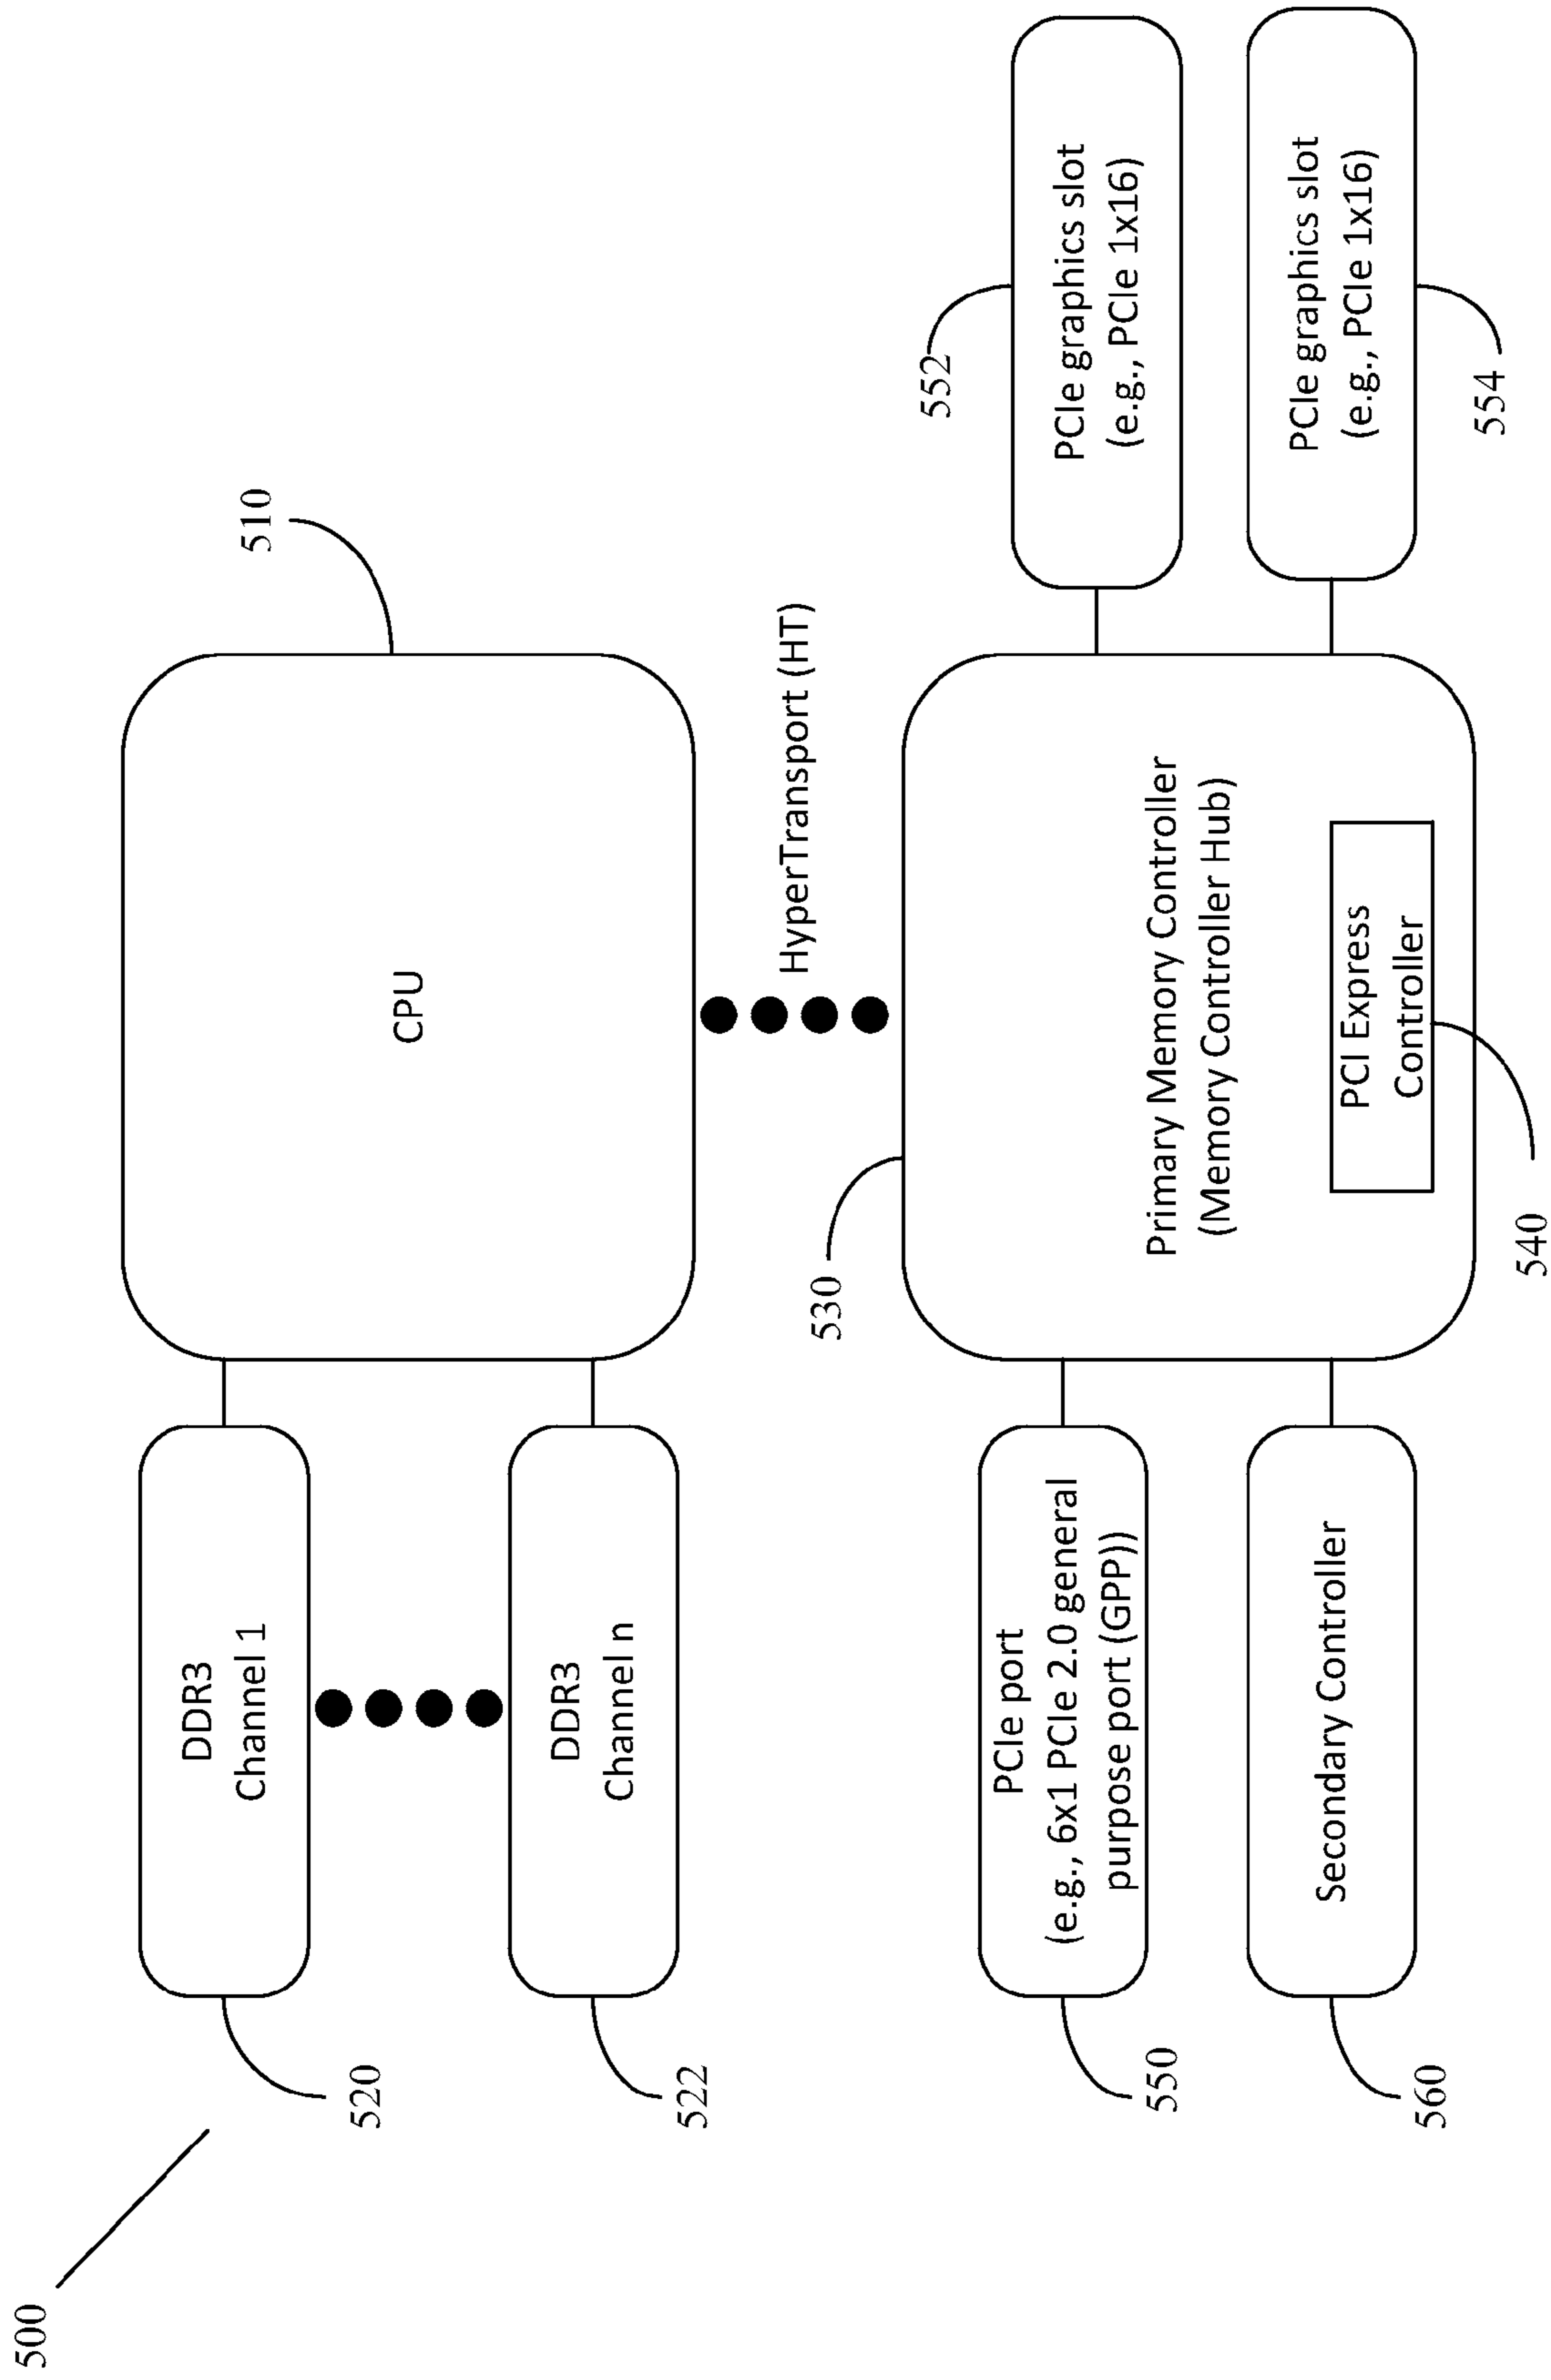 500
520
DDR3
Channel 1
CPU
510
522
DDR3
Channel n
HyperTransport (HT)
530
552
550
PCIe port
(e.g., 6x1 PCIe 2.0 general
purpose port (GPP))
Primary Memory Controller
(Memory Controller Hub)
PCIe graphics slot
(e.g., PCIe 1x16)
560
Secondary Controller
PCI Express
Controller
540
PCIe graphics slot
(e.g., PCIe 1x16)
554